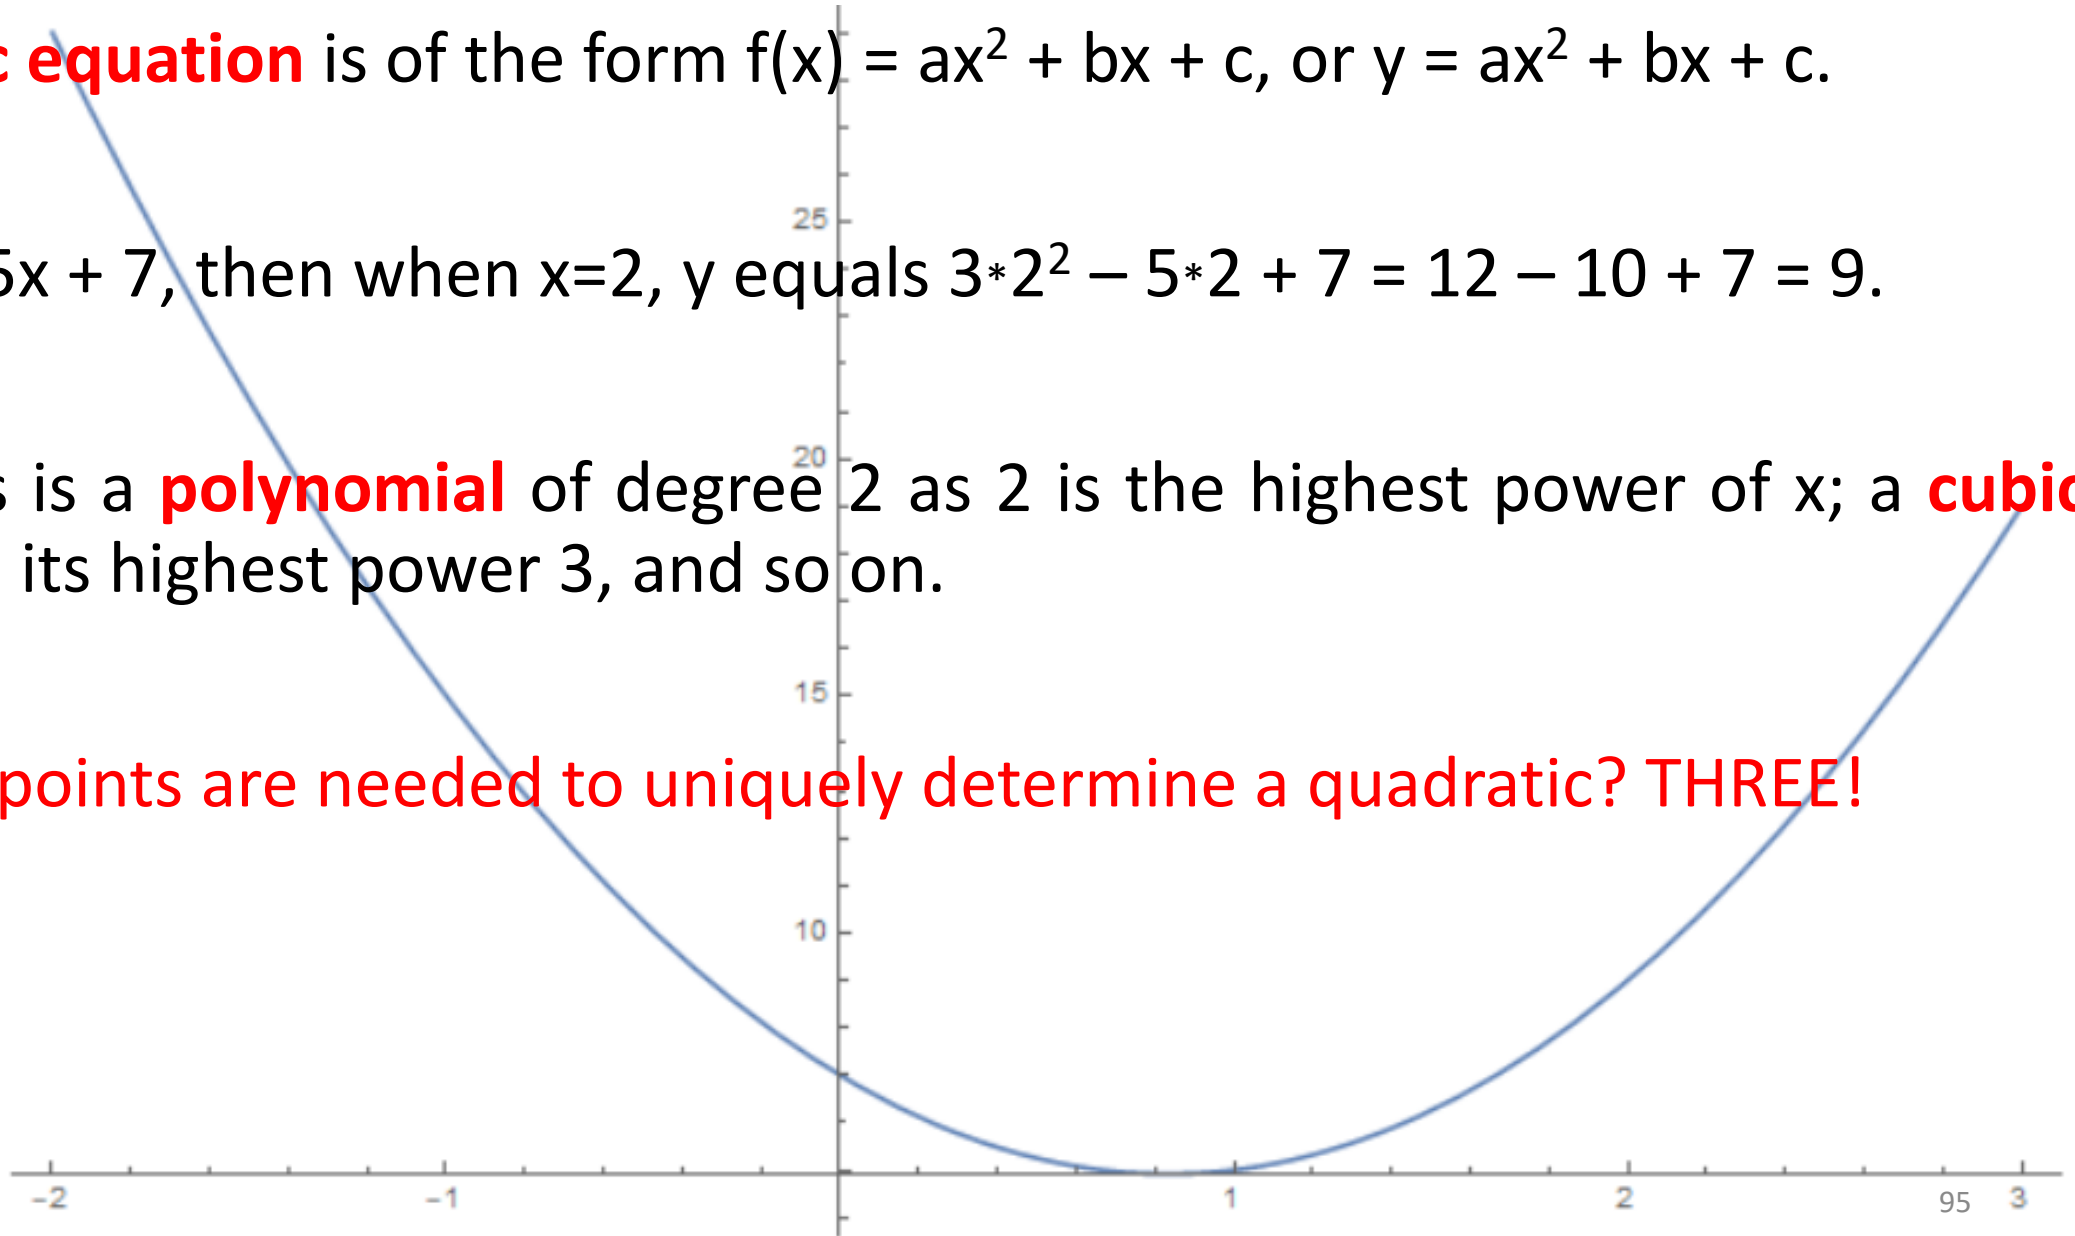 c equation is of the form f(x) = ax² + bx + c, or y = ax² + bx + c.
25
5x + 7, then when x=2, y equals 3*2² – 5*2 + 7 = 12 – 10 + 7 = 9.
20
s is a polynomial of degree 2 as 2 is the highest power of x; a cubic
its highest power 3, and so on.
15
points are needed to uniquely determine a quadratic? THREE!
10
−2 −1 1 2 3
95